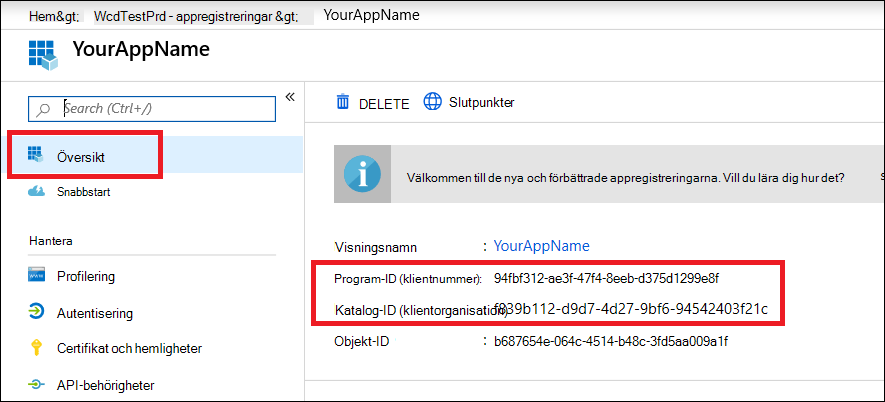 Hem&gt; WcdTestPrd - appregistreringar &gt; YourAppName
YourAppName
Search (Ctrl+/)
«
DELETE
Slutpunkter
Översikt
Snabbstart
Hantera
Profilering
Autentisering
Certifikat och hemligheter
API-behörigheter
Välkommen till de nya och förbättrade appregistreringarna. Vill du lära dig hur det?
Visningsnamn : YourAppName
Program-ID (klientnummer): 94fbf312-ae3f-47f4-8eeb-d375d1299e8f
Katalog-ID (klientorganisation) f839b112-d9d7-4d27-9bf6-94542403f21c
Objekt-ID : b687654e-064c-4514-b48c-3fd5aa009a1f